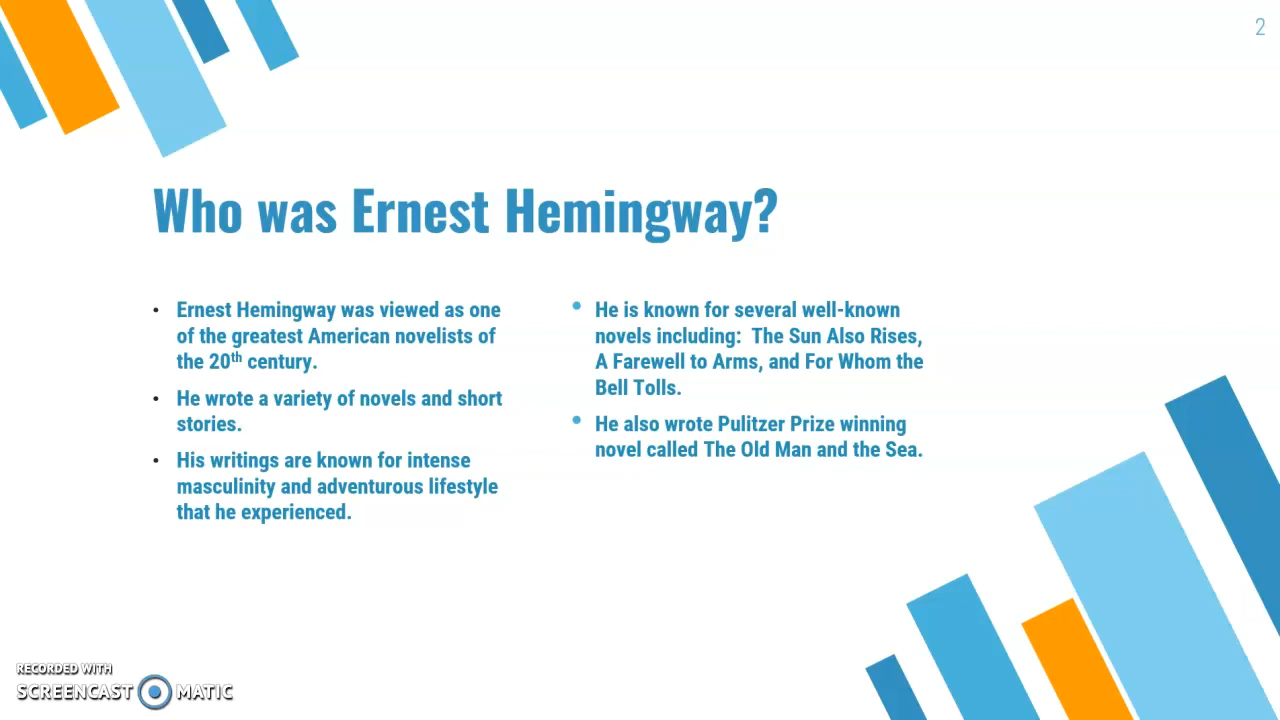 2
Who was Ernest Hemingway?
• Ernest Hemingway was viewed as one
of the greatest American novelists of
the 20th century.
• He wrote a variety of novels and short
stories.
• His writings are known for intense
masculinity and adventurous lifestyle
that he experienced.
• He is known for several well-known
novels including:  The Sun Also Rises,
A Farewell to Arms, and For Whom the
Bell Tolls.
• He also wrote Pulitzer Prize winning
novel called The Old Man and the Sea.
RECORDED WITH
SCREENCAST MATIC